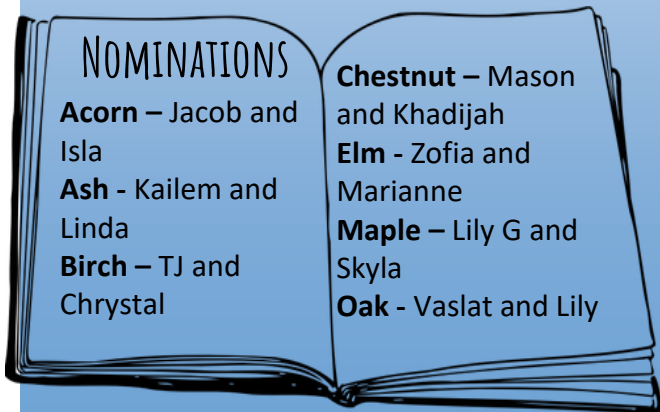 NOMINATIONS
Acorn – Jacob and
Isla
Ash - Kailem and
Linda
Birch – TJ and
Chrystal
Chestnut – Mason
and Khadijah
Elm - Zofia and
Marianne
Maple – Lily G and
Skyla
Oak - Vaslat and Lily